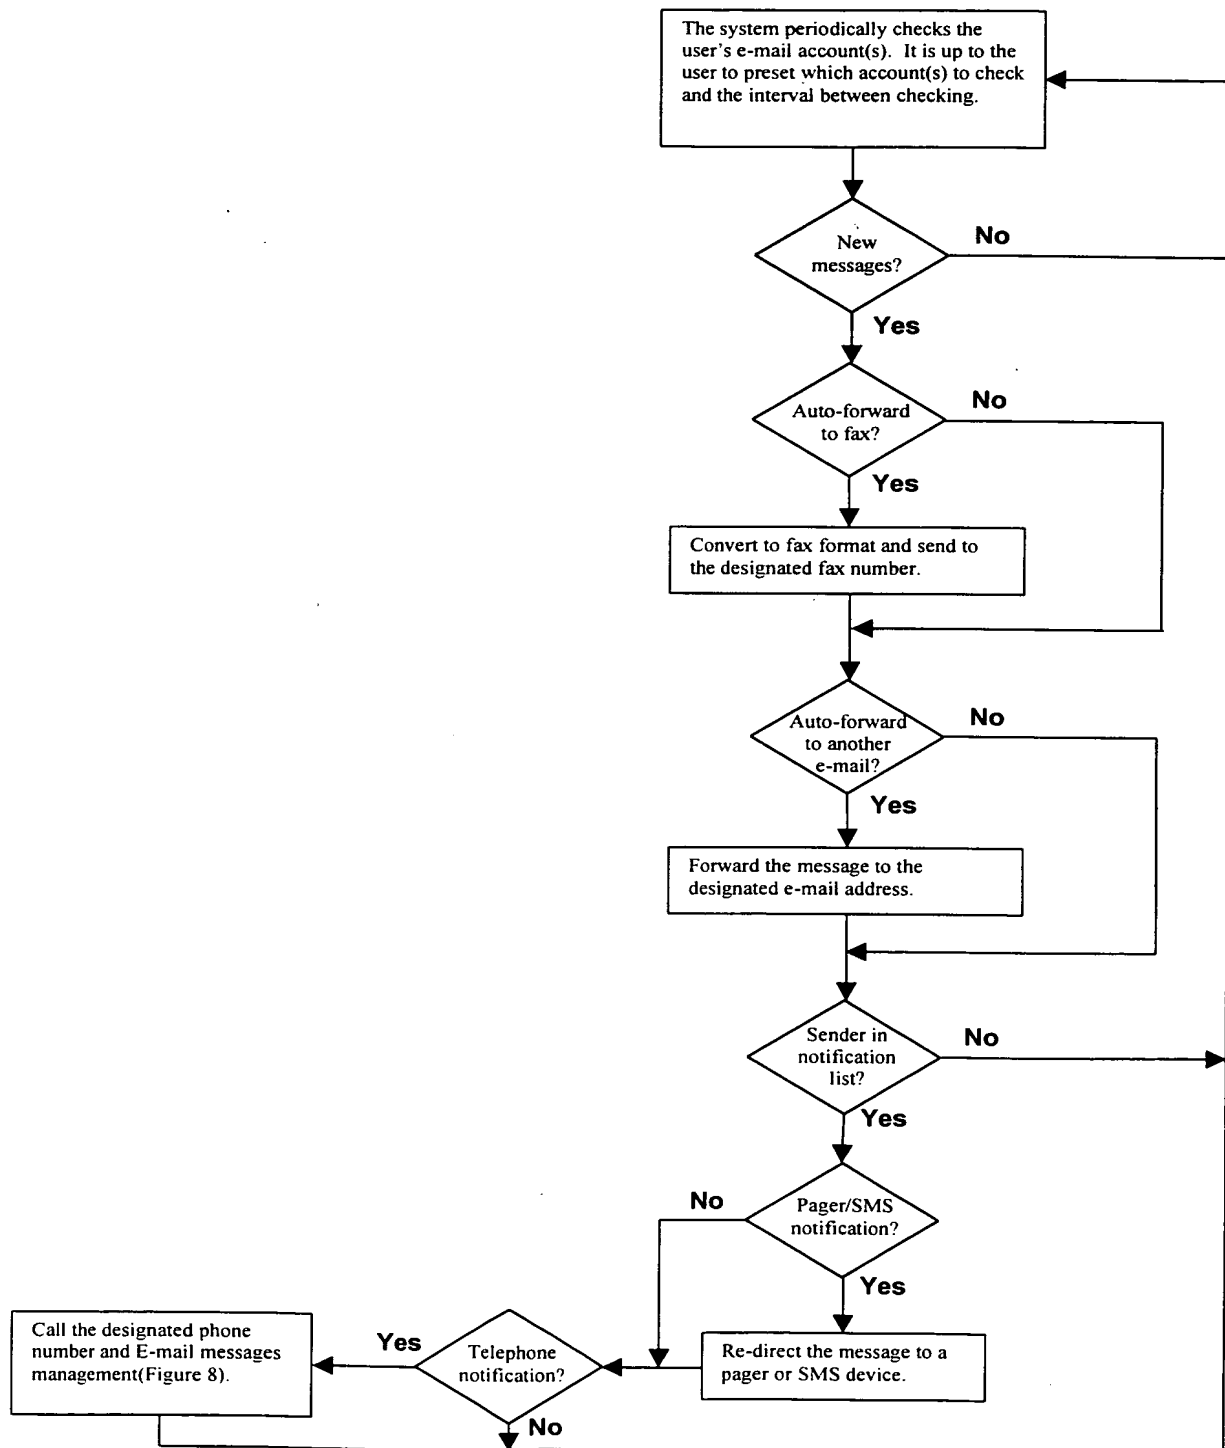 The system periodically checks the
user's e-mail account(s). It is up to the
user to preset which account(s) to check
and the interval between checking.
New
messages?
No
Yes
Auto-forward
to fax?
No
Yes
Convert to fax format and send to
the designated fax number.
Auto-forward
to another
e-mail?
No
Yes
Forward the message to the
designated e-mail address.
Sender in
notification
list?
No
Yes
Pager/SMS
notification?
No
Yes
Re-direct the message to a
pager or SMS device.
Telephone
notification?
Yes
No
Call the designated phone
number and E-mail messages
management(Figure 8).